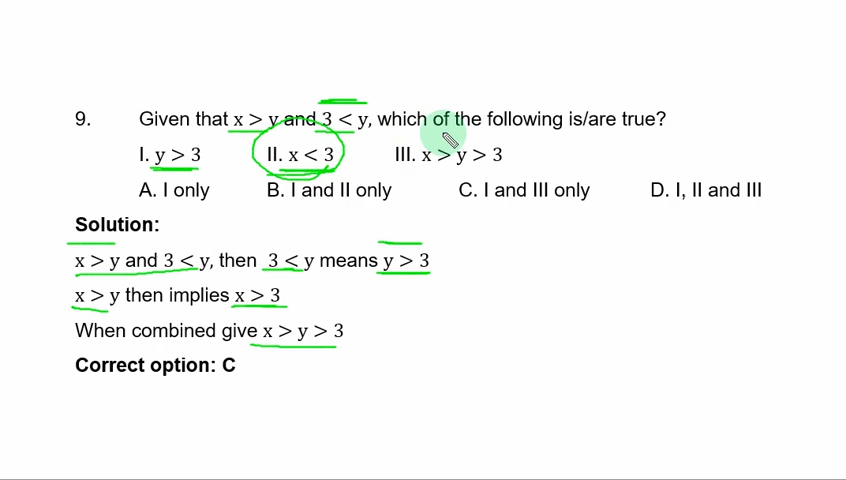 9. Given that x > y and 3 < y, which of the following is/are true?
I. y > 3 II. x < 3 III. x > y > 3
A. I only B. I and II only C. I and III only D. I, II and III
Solution:
x > y and 3 < y, then 3 < y means y > 3
x > y then implies x > 3
When combined give x > y > 3
Correct option: C